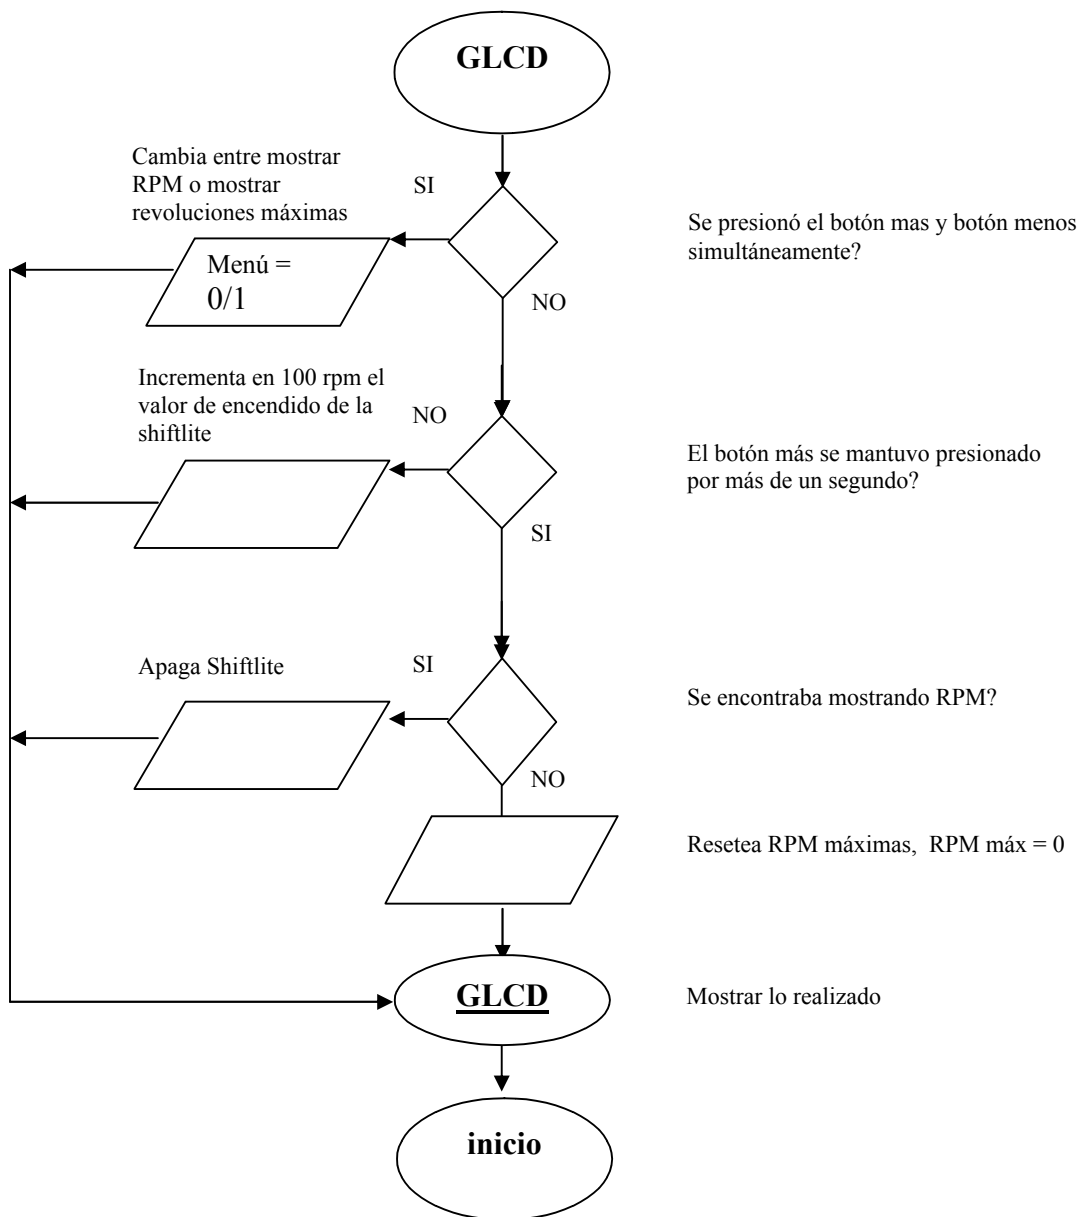 GLCD
Cambia entre mostrar
RPM o mostrar
revoluciones máximas
SI
Se presionó el botón mas y botón menos
simultáneamente?
Menú =
0/1
NO
Incrementa en 100 rpm el
valor de encendido de la
shiftlite
NO
El botón más se mantuvo presionado
por más de un segundo?
SI
Apaga Shiftlite
SI
Se encontraba mostrando RPM?
NO
Resetea RPM máximas, RPM máx = 0
GLCD
Mostrar lo realizado
inicio